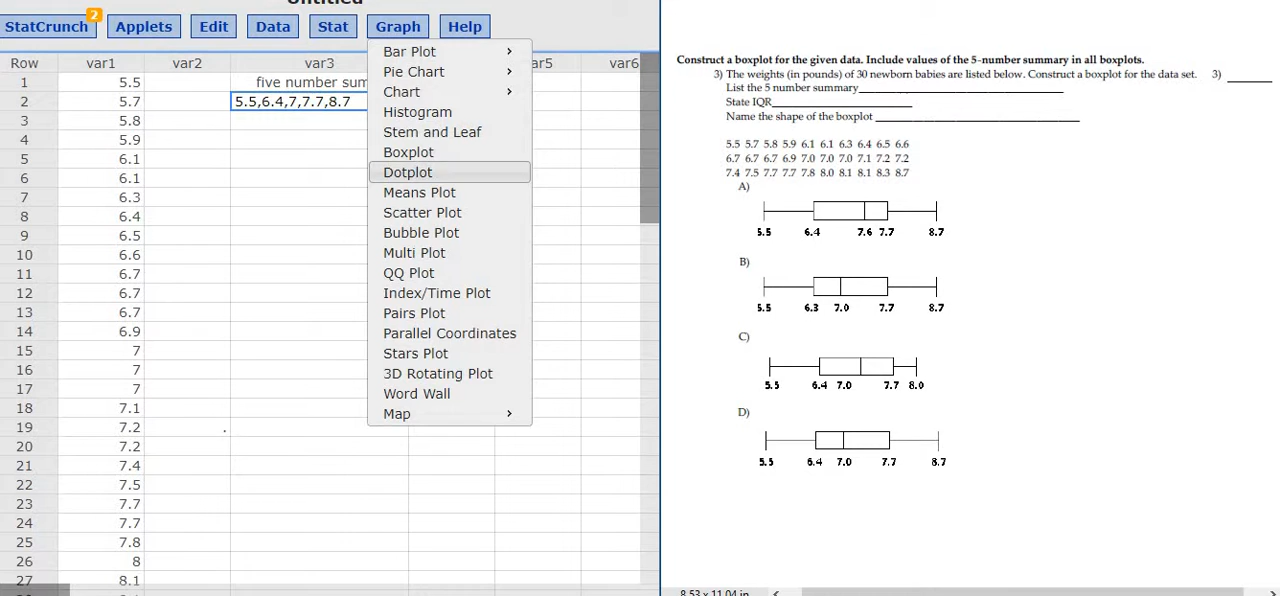 Untitled
StatCrunch 2 Applets Edit Data Stat Graph Help
Row var1 var2 var3 var5 var6
1 5.5 five number sum
2 5.7 5.5,6.4,7,7.7,8.7
3 5.8
4 5.9
5 6.1
6 6.1
7 6.3
8 6.4
9 6.5
10 6.6
11 6.7
12 6.7
13 6.7
14 6.9
15 7
16 7
17 7
18 7.1
19 7.2 .
20 7.2
21 7.4
22 7.5
23 7.7
24 7.7
25 7.8
26 8
27 8.1
Bar Plot
Pie Chart
Chart
Histogram
Stem and Leaf
Boxplot
Dotplot
Means Plot
Scatter Plot
Bubble Plot
Multi Plot
QQ Plot
Index/Time Plot
Pairs Plot
Parallel Coordinates
Stars Plot
3D Rotating Plot
Word Wall
Map
Construct a boxplot for the given data. Include values of the 5-number summary in all boxplots.
3) The weights (in pounds) of 30 newborn babies are listed below. Construct a boxplot for the data set. 3) ______
List the 5 number summary
State IQR
Name the shape of the boxplot
5.5 5.7 5.8 5.9 6.1 6.1 6.3 6.4 6.5 6.6
6.7 6.7 6.7 6.9 7.0 7.0 7.0 7.1 7.2 7.2
7.4 7.5 7.7 7.7 7.8 8.0 8.1 8.1 8.3 8.7
A)
5.5 6.4 7.6 7.7 8.7
B)
5.5 6.3 7.0 7.7 8.7
C)
5.5 6.4 7.0 7.7 8.0
D)
5.5 6.4 7.0 7.7 8.7
8.53 x 11.04 in